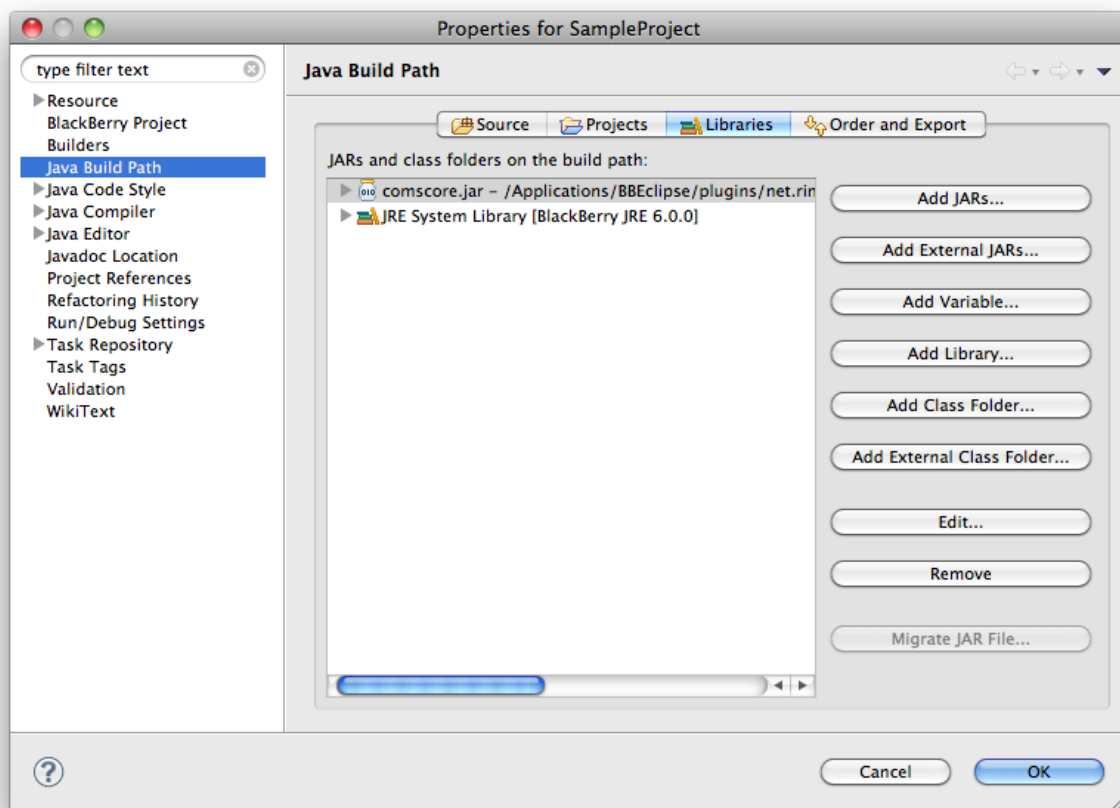 Properties for SampleProject
type filter text
Resource
BlackBerry Project
Builders
Java Build Path
Java Code Style
Java Compiler
Java Editor
Javadoc Location
Project References
Refactoring History
Run/Debug Settings
Task Repository
Task Tags
Validation
WikiText
Java Build Path
Source Projects Libraries Order and Export
JARs and class folders on the build path:
comscore.jar – /Applications/BBEclipse/plugins/net.rim
JRE System Library [BlackBerry JRE 6.0.0]
Add JARs...
Add External JARs...
Add Variable...
Add Library...
Add Class Folder...
Add External Class Folder...
Edit...
Remove
Migrate JAR File...
?
Cancel OK